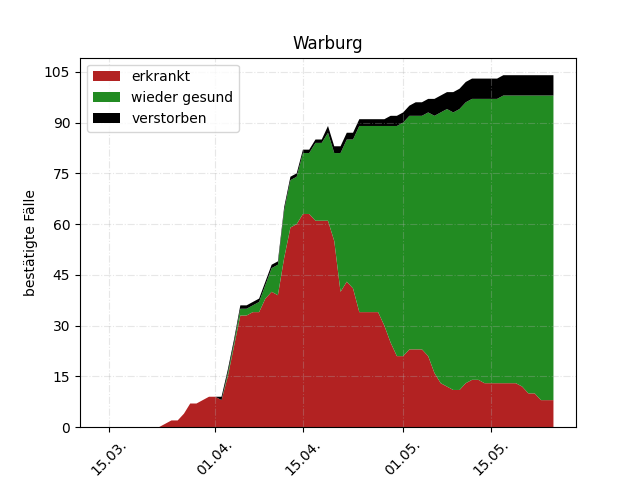 Warburg
erkrankt
wieder gesund
verstorben
bestätigte Fälle
105
90
75
60
45
30
15
0
15.03.
01.04.
15.04.
01.05.
15.05.